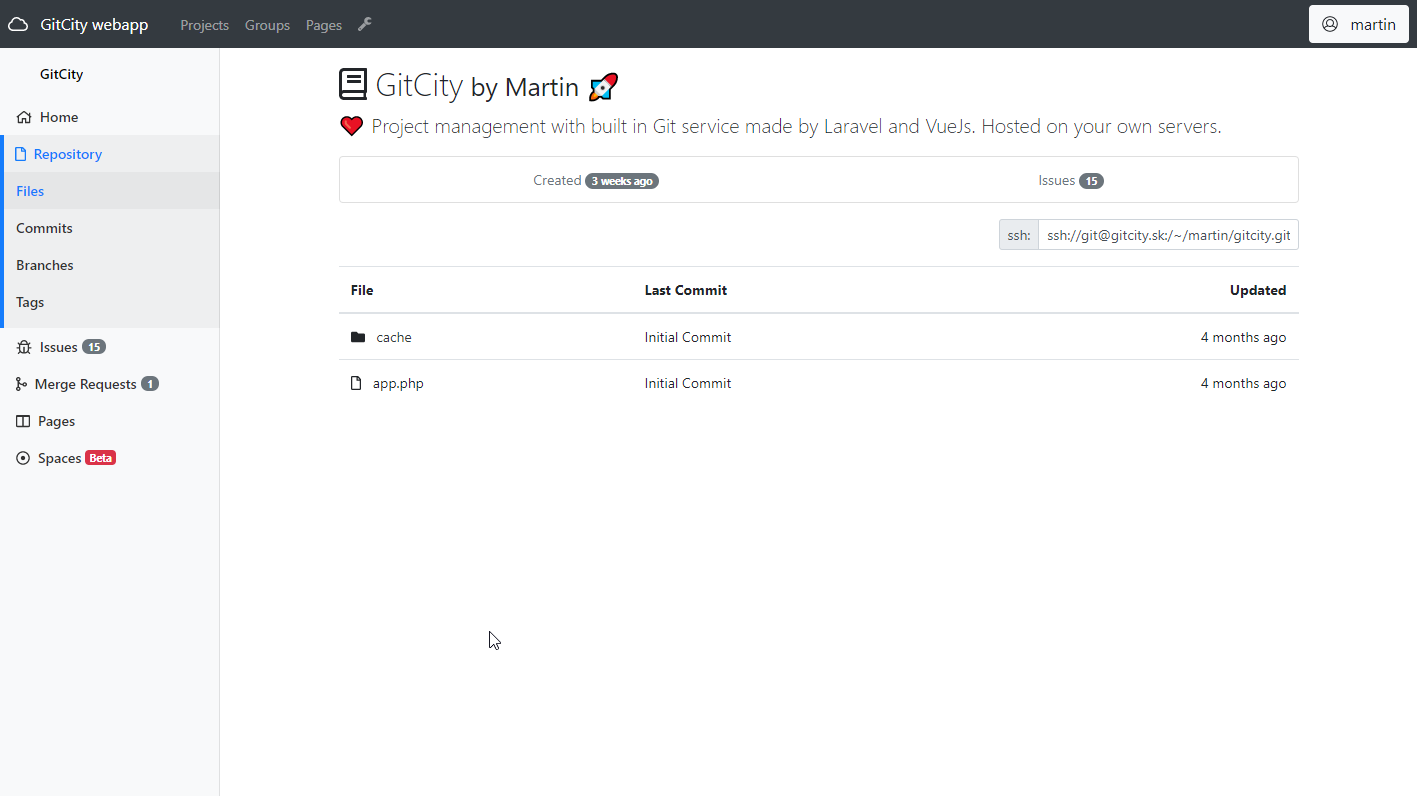 GitCity webapp Projects Groups Pages martin
GitCity
Home
Repository
Files
Commits
Branches
Tags
Issues 15
Merge Requests 1
Pages
Spaces Beta
GitCity by Martin 🚀
❤️ Project management with built in Git service made by Laravel and VueJs. Hosted on your own servers.
Created 3 weeks ago Issues 15
ssh: ssh://git@gitcity.sk:/~/martin/gitcity.git
File Last Commit Updated
cache Initial Commit 4 months ago
app.php Initial Commit 4 months ago